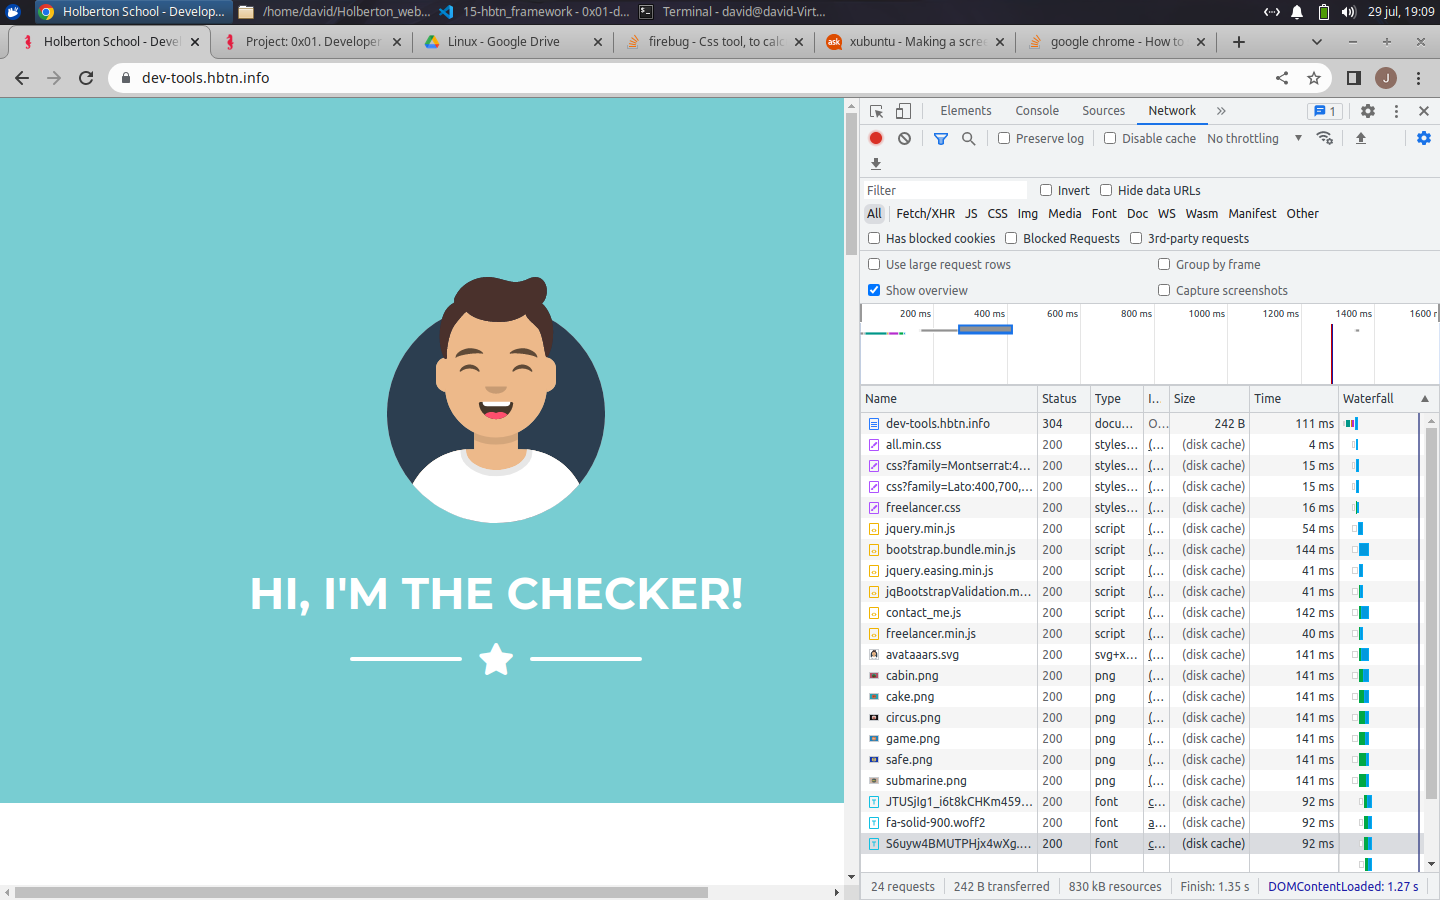 Holberton School - Develop...
/home/david/Holberton_web...
15-hbtn_framework - 0x01-d...
Terminal - david@david-Virt...
29 jul, 19:09
Holberton School - Devel
Project: 0x01. Developer
Linux - Google Drive
firebug - Css tool, to calc
ask
xubuntu - Making a scree
google chrome - How to
dev-tools.hbtn.info
J
HI, I'M THE CHECKER!
Elements Console Sources Network » 1
Preserve log Disable cache No throttling
Filter Invert Hide data URLs
All Fetch/XHR JS CSS Img Media Font Doc WS Wasm Manifest Other
Has blocked cookies Blocked Requests 3rd-party requests
Use large request rows Group by frame
Show overview Capture screenshots
200 ms 400 ms 600 ms 800 ms 1000 ms 1200 ms 1400 ms 1600 r
Name Status Type I... Size Time Waterfall
dev-tools.hbtn.info 304 docu... O... 242 B 111 ms
all.min.css 200 styles... (... (disk cache) 4 ms
css?family=Montserrat:4... 200 styles... (... (disk cache) 15 ms
css?family=Lato:400,700,... 200 styles... (... (disk cache) 15 ms
freelancer.css 200 styles... (... (disk cache) 16 ms
jquery.min.js 200 script (... (disk cache) 54 ms
bootstrap.bundle.min.js 200 script (... (disk cache) 144 ms
jquery.easing.min.js 200 script (... (disk cache) 41 ms
jqBootstrapValidation.m... 200 script (... (disk cache) 41 ms
contact_me.js 200 script (... (disk cache) 142 ms
freelancer.min.js 200 script (... (disk cache) 40 ms
avataaars.svg 200 svg+x... (... (disk cache) 141 ms
cabin.png 200 png (... (disk cache) 141 ms
cake.png 200 png (... (disk cache) 141 ms
circus.png 200 png (... (disk cache) 141 ms
game.png 200 png (... (disk cache) 141 ms
safe.png 200 png (... (disk cache) 141 ms
submarine.png 200 png (... (disk cache) 141 ms
JTUSjIg1_i6t8kCHKm459... 200 font c... (disk cache) 92 ms
fa-solid-900.woff2 200 font a... (disk cache) 92 ms
S6uyw4BMUTPHjx4wXg.... 200 font c... (disk cache) 92 ms
24 requests 242 B transferred 830 kB resources Finish: 1.35 s DOMContentLoaded: 1.27 s